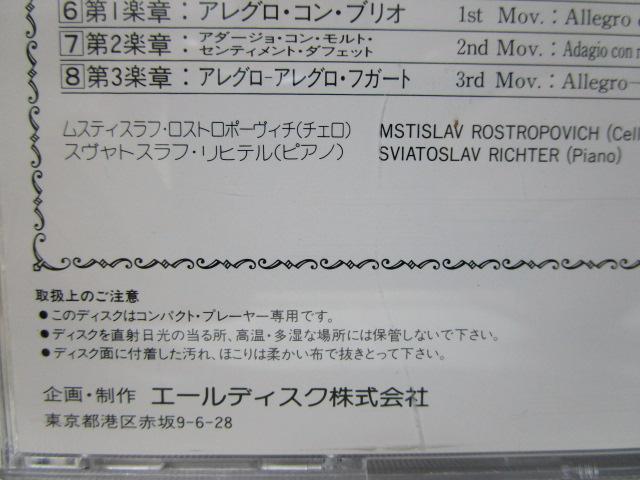 6 第1楽章：アレグロ・コン・ブリオ 1st Mov.: Allegro
7 第2楽章：アダージョ・コン・モルト・センティメント・ダフェット 2nd Mov.: Adagio con
8 第3楽章：アレグロ－アレグロ・フガート 3rd Mov.: Allegro—
ムスティスラフ・ロストロポーヴィチ(チェロ) MSTISLAV ROSTROPOVICH (Cell
スヴャトスラフ・リヒテル(ピアノ) SVIATOSLAV RICHTER (Piano)
取扱上のご注意
●このディスクはコンパクト・プレーヤー専用です。
●ディスクを直射日光の当る所、高温・多湿な場所には保管しないで下さい。
●ディスク面に付着した汚れ、ほこりは柔かい布で抜きとって下さい。
企画・制作 エールディスク株式会社
東京都港区赤坂9-6-28